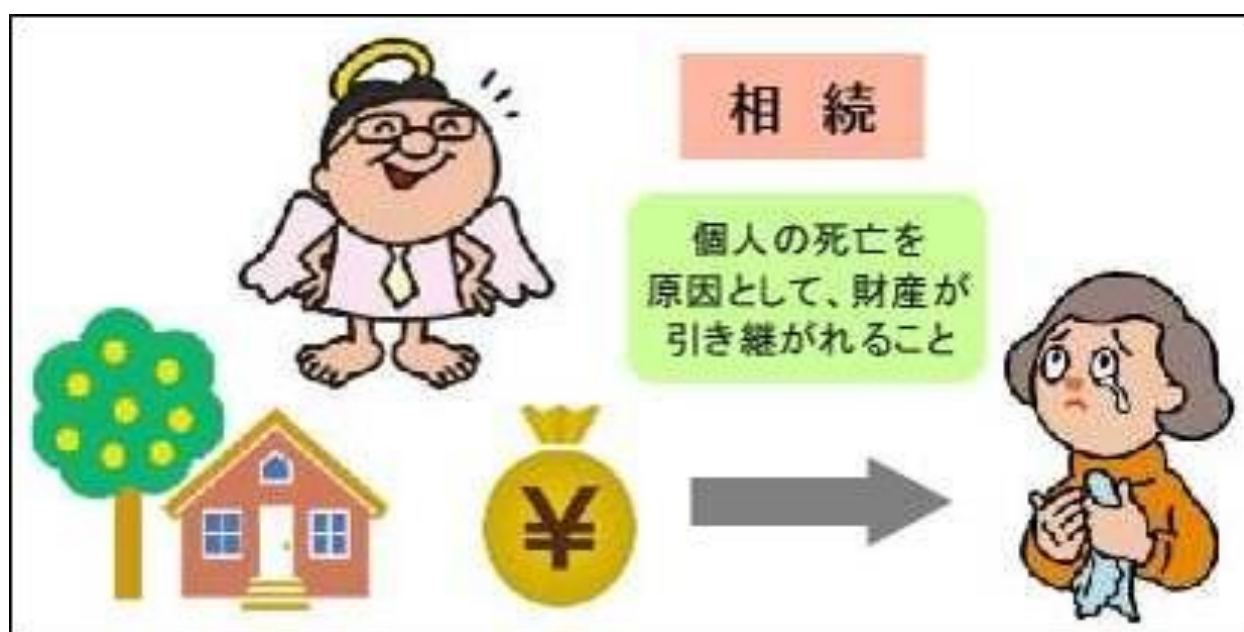 相 続
個人の死亡を
原因として、財産が
引き継がれること
¥